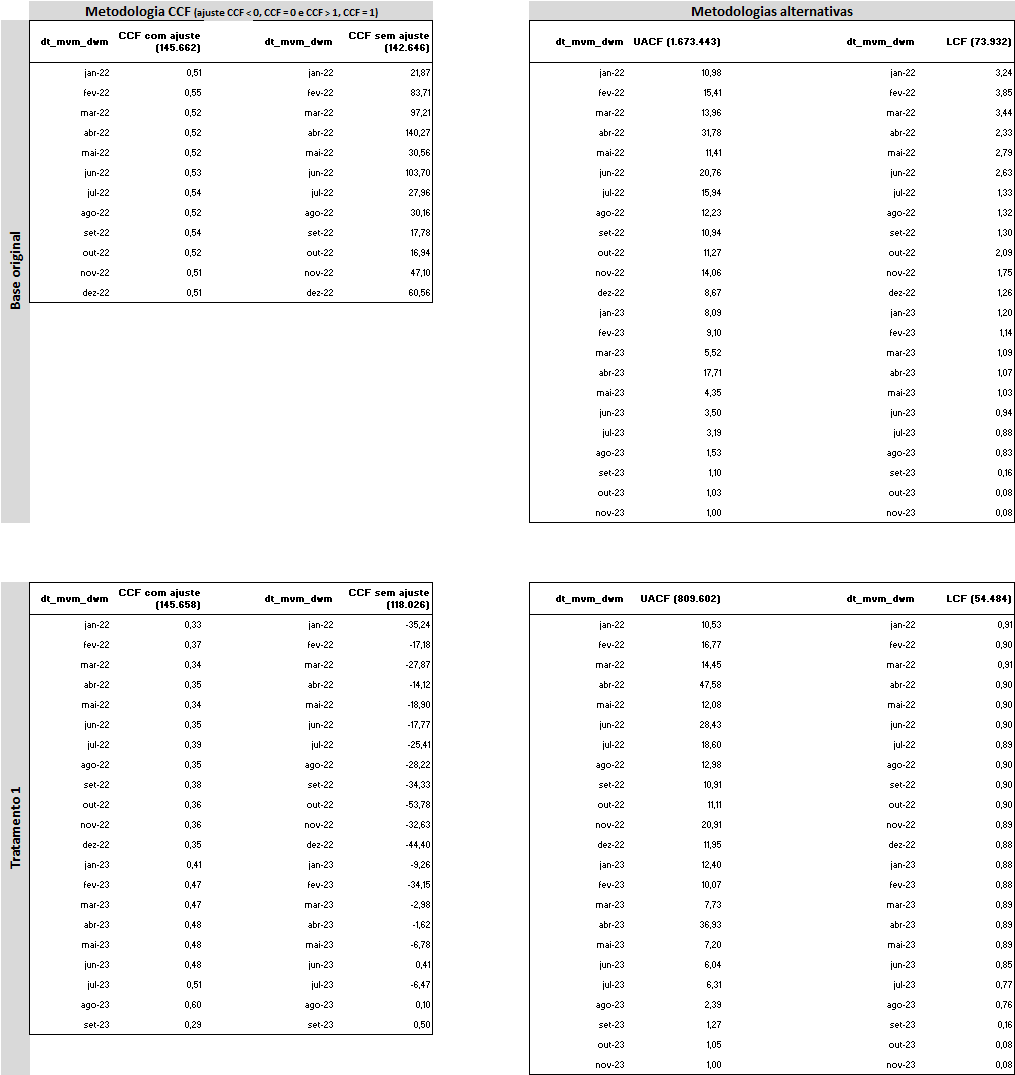 Metodologia CCF (ajuste CCF < 0, CCF = 0 e CCF > 1, CCF = 1)
Metodologias alternativas
Base original
dt_mvm_dwm CCF com ajuste (145.662) dt_mvm_dwm CCF sem ajuste (142.646) dt_mvm_dwm UACF (1.673.443) dt_mvm_dwm LCF (73.932)
jan-22 0,51 jan-22 21,87 jan-22 10,98 jan-22 3,24
fev-22 0,55 fev-22 83,71 fev-22 15,41 fev-22 3,85
mar-22 0,52 mar-22 97,21 mar-22 13,96 mar-22 3,44
abr-22 0,52 abr-22 140,27 abr-22 31,78 abr-22 2,33
mai-22 0,52 mai-22 30,56 mai-22 11,41 mai-22 2,79
jun-22 0,53 jun-22 103,70 jun-22 20,76 jun-22 2,63
jul-22 0,54 jul-22 27,96 jul-22 15,94 jul-22 1,33
ago-22 0,52 ago-22 30,16 ago-22 12,23 ago-22 1,32
set-22 0,54 set-22 17,78 set-22 10,94 set-22 1,30
out-22 0,52 out-22 16,94 out-22 11,27 out-22 2,09
nov-22 0,51 nov-22 47,10 nov-22 14,06 nov-22 1,75
dez-22 0,51 dez-22 60,56 dez-22 8,67 dez-22 1,26
jan-23 8,09 jan-23 1,20
fev-23 9,10 fev-23 1,14
mar-23 5,52 mar-23 1,09
abr-23 17,71 abr-23 1,07
mai-23 4,35 mai-23 1,03
jun-23 3,50 jun-23 0,94
jul-23 3,19 jul-23 0,88
ago-23 1,53 ago-23 0,83
set-23 1,10 set-23 0,16
out-23 1,03 out-23 0,08
nov-23 1,00 nov-23 0,08
Tratamento 1
dt_mvm_dwm CCF com ajuste (145.658) dt_mvm_dwm CCF sem ajuste (118.026) dt_mvm_dwm UACF (809.602) dt_mvm_dwm LCF (54.484)
jan-22 0,33 jan-22 -35,24 jan-22 10,53 jan-22 0,91
fev-22 0,37 fev-22 -17,18 fev-22 16,77 fev-22 0,90
mar-22 0,34 mar-22 -27,87 mar-22 14,45 mar-22 0,91
abr-22 0,35 abr-22 -14,12 abr-22 47,58 abr-22 0,90
mai-22 0,34 mai-22 -18,90 mai-22 12,08 mai-22 0,90
jun-22 0,35 jun-22 -17,77 jun-22 28,43 jun-22 0,90
jul-22 0,39 jul-22 -25,41 jul-22 18,60 jul-22 0,89
ago-22 0,35 ago-22 -28,22 ago-22 12,98 ago-22 0,90
set-22 0,38 set-22 -34,33 set-22 10,91 set-22 0,90
out-22 0,36 out-22 -53,78 out-22 11,11 out-22 0,90
nov-22 0,36 nov-22 -32,63 nov-22 20,91 nov-22 0,89
dez-22 0,35 dez-22 -44,40 dez-22 11,95 dez-22 0,88
jan-23 0,41 jan-23 -9,26 jan-23 12,40 jan-23 0,88
fev-23 0,47 fev-23 -34,15 fev-23 10,07 fev-23 0,88
mar-23 0,47 mar-23 -2,98 mar-23 7,73 mar-23 0,89
abr-23 0,48 abr-23 -1,62 abr-23 36,93 abr-23 0,89
mai-23 0,48 mai-23 -6,78 mai-23 7,20 mai-23 0,89
jun-23 0,48 jun-23 0,41 jun-23 6,04 jun-23 0,85
jul-23 0,51 jul-23 -6,47 jul-23 6,31 jul-23 0,77
ago-23 0,60 ago-23 0,10 ago-23 2,39 ago-23 0,76
set-23 0,29 set-23 0,50 set-23 1,27 set-23 0,16
out-23 1,05 out-23 0,08
nov-23 1,00 nov-23 0,08